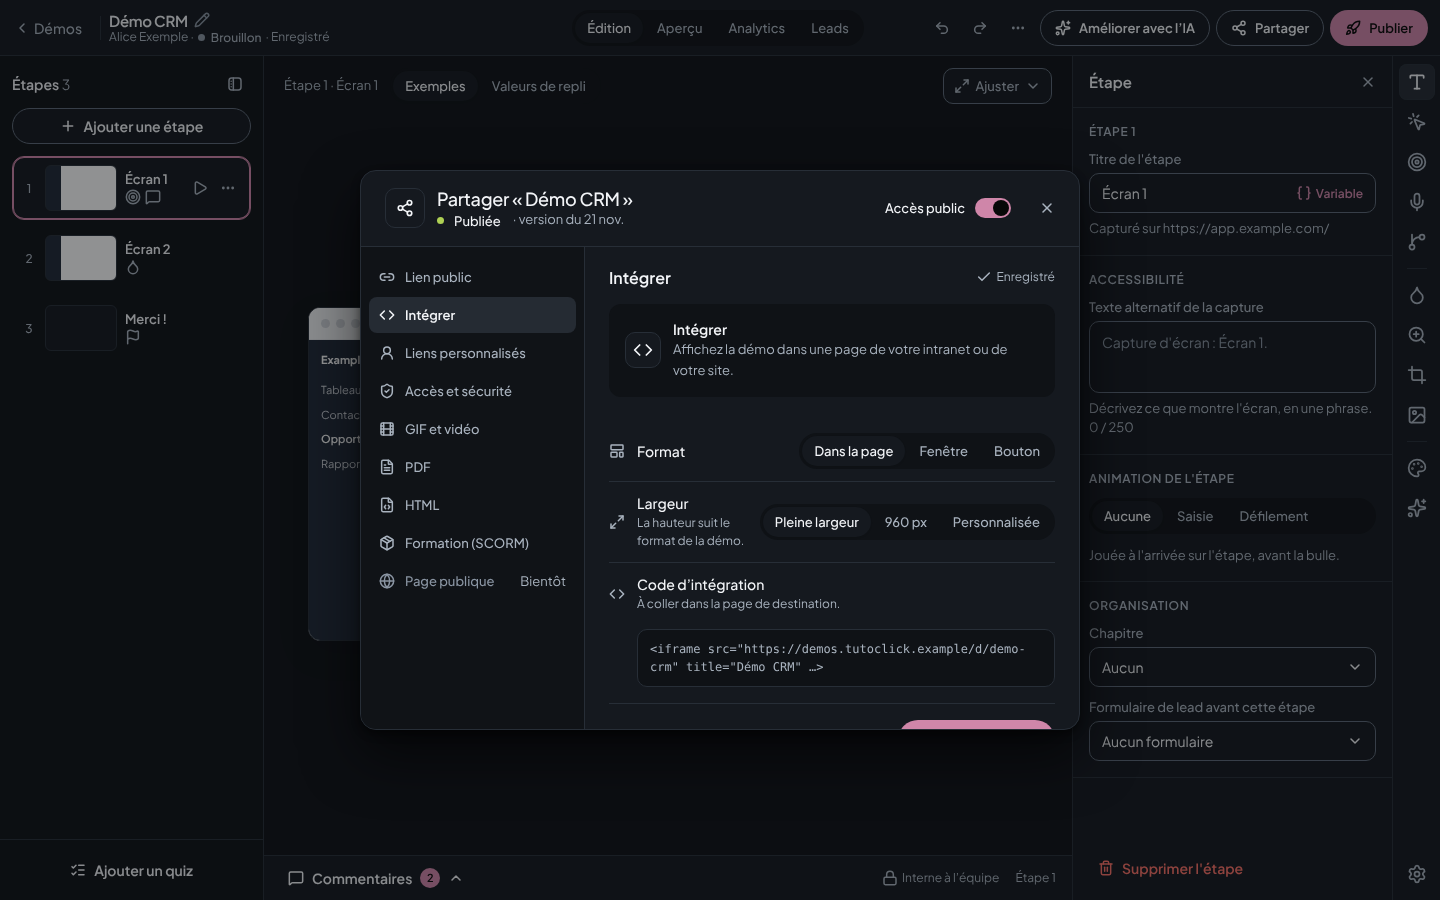 Démos
Démo CRM
Alice Exemple · Brouillon · Enregistré
Édition
Aperçu
Analytics
Leads
Améliorer avec l'IA
Partager
Publier
Étapes 3
Ajouter une étape
1
Écran 1
2
Écran 2
3
Merci !
Ajouter un quiz
Étape 1 · Écran 1
Exemples
Valeurs de repli
Ajuster
Tableau
Contac
Opport
Rappor
Partager « Démo CRM »
Publiée · version du 21 nov.
Accès public
Lien public
Intégrer
Liens personnalisés
Accès et sécurité
GIF et vidéo
PDF
HTML
Formation (SCORM)
Page publique
Bientôt
Intégrer
Enregistré
Intégrer
Affichez la démo dans une page de votre intranet ou de
votre site.
Format
Dans la page
Fenêtre
Bouton
Largeur
La hauteur suit le
format de la démo.
Pleine largeur
960 px
Personnalisée
Code d’intégration
À coller dans la page de destination.
<iframe src="https://demos.tutoclick.example/d/demo-
crm" title="Démo CRM" …>
Commentaires 2
Interne à l'équipe
Étape 1
Étape
ÉTAPE 1
Titre de l'étape
Écran 1
{ } Variable
Capturé sur https://app.example.com/
ACCESSIBILITÉ
Texte alternatif de la capture
Capture d'écran : Écran 1.
Décrivez ce que montre l'écran, en une phrase.
0 / 250
ANIMATION DE L'ÉTAPE
Aucune
Saisie
Défilement
Jouée à l'arrivée sur l'étape, avant la bulle.
ORGANISATION
Chapitre
Aucun
Formulaire de lead avant cette étape
Aucun formulaire
Supprimer l'étape